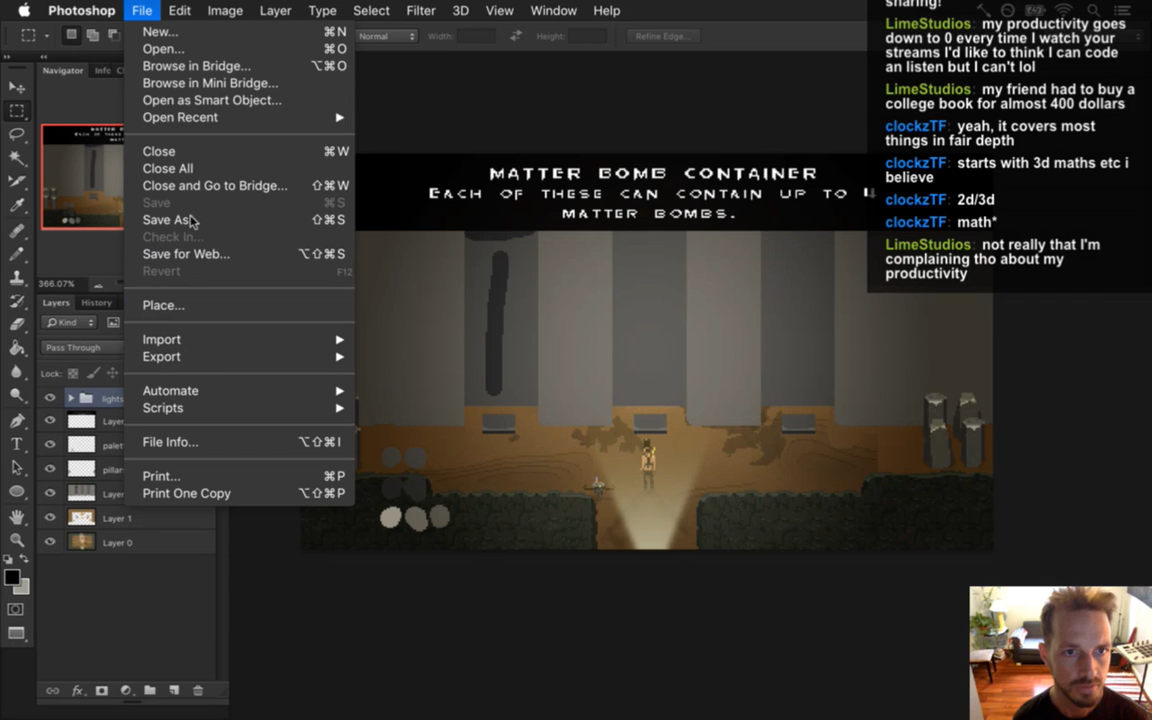 Photoshop File Edit Image Layer Type Select Filter 3D View Window Help
Normal Width: Height: Refine Edge...
Navigator Info
366.07%
Layers History
Kind
Pass Through
Lock:
lights
Layer
palet
pillar
Layer
Layer 1
Layer 0
New... ⌘N
Open... ⌘O
Browse in Bridge... ⌥⌘O
Browse in Mini Bridge...
Open as Smart Object...
Open Recent ▶
Close ⌘W
Close All
Close and Go to Bridge... ⇧⌘W
Save ⌘S
Save As ⇧⌘S
Check In...
Save for Web... ⌥⇧⌘S
Revert F12
Place...
Import ▶
Export ▶
Automate ▶
Scripts ▶
File Info... ⌥⇧⌘I
Print... ⌘P
Print One Copy ⌥⇧⌘P
MATTER BOMB CONTAINER
EACH OF THESE CAN CONTAIN UP TO 4
MATTER BOMBS.
sharing!
LimeStudios: my productivity goes
down to 0 every time I watch your
streams I'd like to think I can code
an listen but I can't lol
LimeStudios: my friend had to buy a
college book for almost 400 dollars
clockzTF: yeah, it covers most
things in fair depth
clockzTF: starts with 3d maths etc i
believe
clockzTF: 2d/3d
clockzTF: math*
LimeStudios: not really that I'm
complaining tho about my
productivity